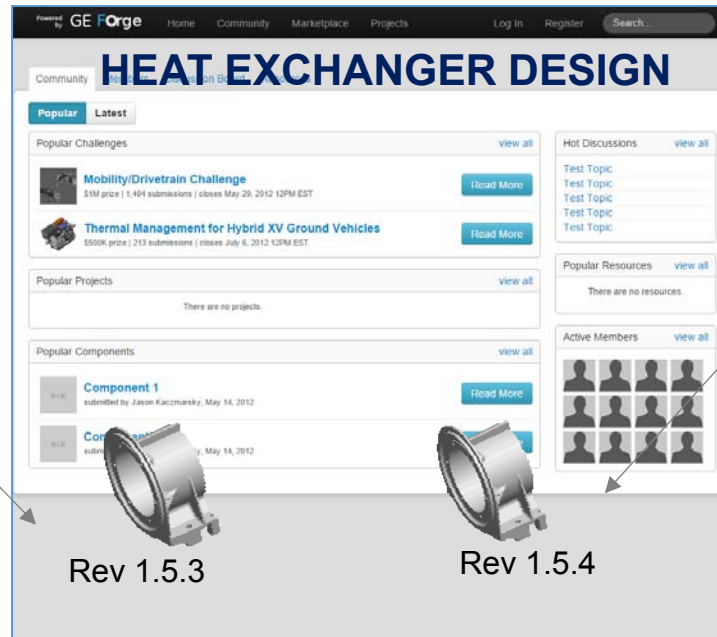 Powered by GE FOrge Home Community Marketplace Projects Log In Register Search...
HEAT EXCHANGER DESIGN
Community
Popular Latest
Popular Challenges view all
Mobility/Drivetrain Challenge
$1M prize | 1,404 submissions | closes May 29, 2012 12PM EST
Read More
Thermal Management for Hybrid XV Ground Vehicles
$500K prize | 213 submissions | closes July 6, 2012 12PM EST
Read More
Popular Projects view all
There are no projects.
Popular Components view all
Component 1
submitted by Jason Kaczmarsky, May 14, 2012
Read More
May 14, 2012
Hot Discussions view all
Test Topic
Test Topic
Test Topic
Test Topic
Test Topic
Popular Resources view all
There are no resources.
Active Members view all
Rev 1.5.3
Rev 1.5.4